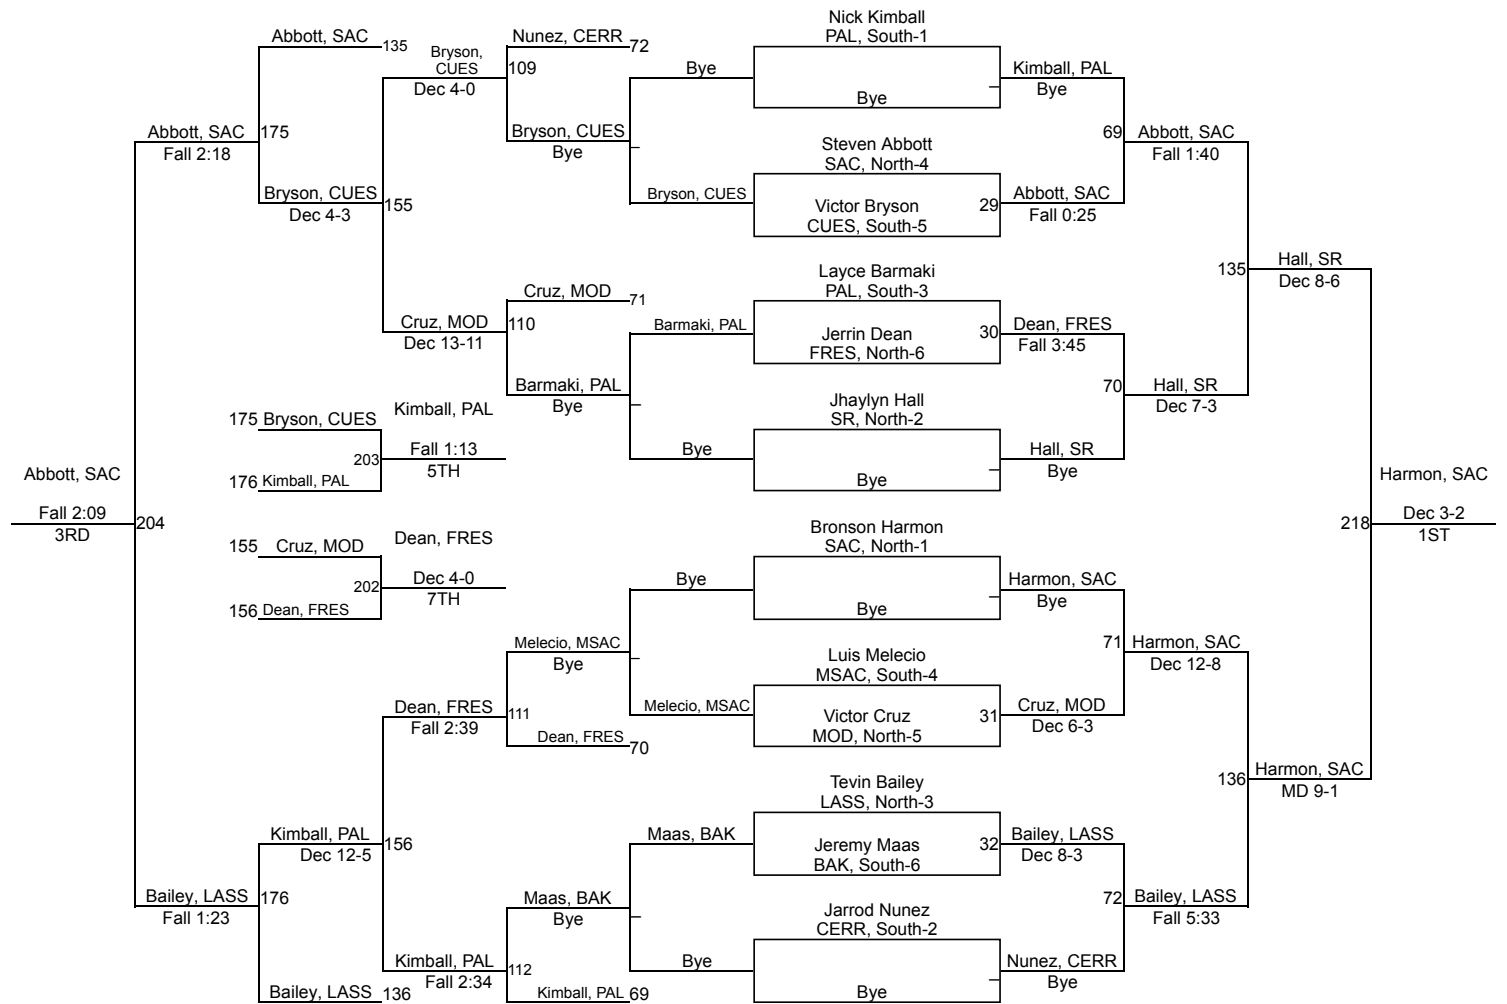 Nick Kimball
PAL, South-1
Bye
Steven Abbott
SAC, North-4
Victor Bryson
CUES, South-5
29
Layce Barmaki
PAL, South-3
Jerrin Dean
FRES, North-6
30
Jhaylyn Hall
SR, North-2
Bye
Bronson Harmon
SAC, North-1
Bye
Luis Melecio
MSAC, South-4
Victor Cruz
MOD, North-5
31
Tevin Bailey
LASS, North-3
Jeremy Maas
BAK, South-6
32
Jarrod Nunez
CERR, South-2
Bye
Kimball, PAL
Bye
69
Abbott, SAC
Fall 0:25
Dean, FRES
Fall 3:45
70
Hall, SR
Bye
Harmon, SAC
Bye
71
Cruz, MOD
Dec 6-3
Bailey, LASS
Dec 8-3
72
Nunez, CERR
Bye
Abbott, SAC
Fall 1:40
135
Hall, SR
Dec 7-3
Harmon, SAC
Dec 12-8
136
Bailey, LASS
Fall 5:33
Hall, SR
Dec 8-6
218
Harmon, SAC
MD 9-1
Harmon, SAC
Dec 3-2
1ST
Bye
Bryson, CUES
Barmaki, PAL
Bye
Bye
Melecio, MSAC
Maas, BAK
Bye
Nunez, CERR
72
109
Bryson, CUES
Bye
Cruz, MOD
71
110
Barmaki, PAL
Bye
Melecio, MSAC
Bye
111
Dean, FRES
70
Maas, BAK
Bye
112
Kimball, PAL
69
Bryson,
CUES
Dec 4-0
155
Cruz, MOD
Dec 13-11
Dean, FRES
Fall 2:39
156
Kimball, PAL
Fall 2:34
Abbott, SAC
135
175
Bryson, CUES
Dec 4-3
Kimball, PAL
Dec 12-5
176
Bailey, LASS
136
Abbott, SAC
Fall 2:18
204
Bailey, LASS
Fall 1:23
Abbott, SAC
Fall 2:09
3RD
175 Bryson, CUES
203
176 Kimball, PAL
Kimball, PAL
Fall 1:13
5TH
155 Cruz, MOD
202
156 Dean, FRES
Dean, FRES
Dec 4-0
7TH